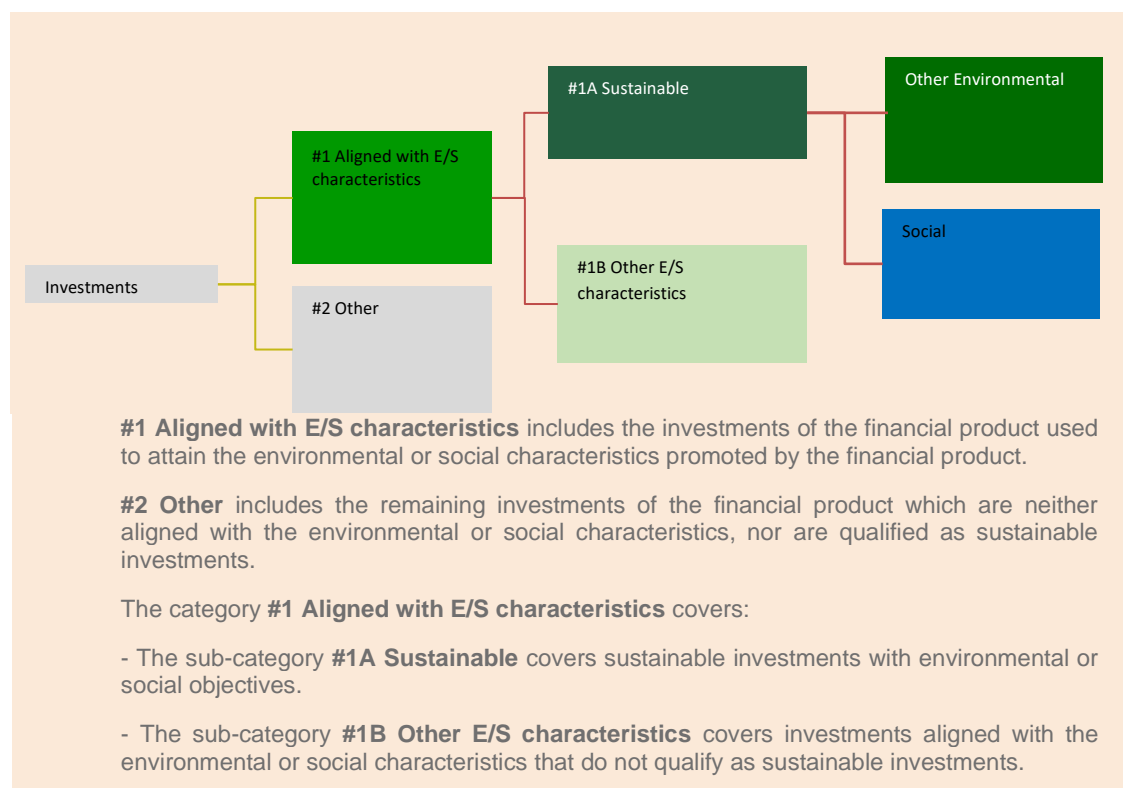 #1A Sustainable
Other Environmental
#1 Aligned with E/S
characteristics
Social
#1B Other E/S
characteristics
Investments
#2 Other
#1 Aligned with E/S characteristics includes the investments of the financial product used
to attain the environmental or social characteristics promoted by the financial product.
#2 Other includes the remaining investments of the financial product which are neither
aligned with the environmental or social characteristics, nor are qualified as sustainable
investments.
The category #1 Aligned with E/S characteristics covers:
- The sub-category #1A Sustainable covers sustainable investments with environmental or
social objectives.
- The sub-category #1B Other E/S characteristics covers investments aligned with the
environmental or social characteristics that do not qualify as sustainable investments.